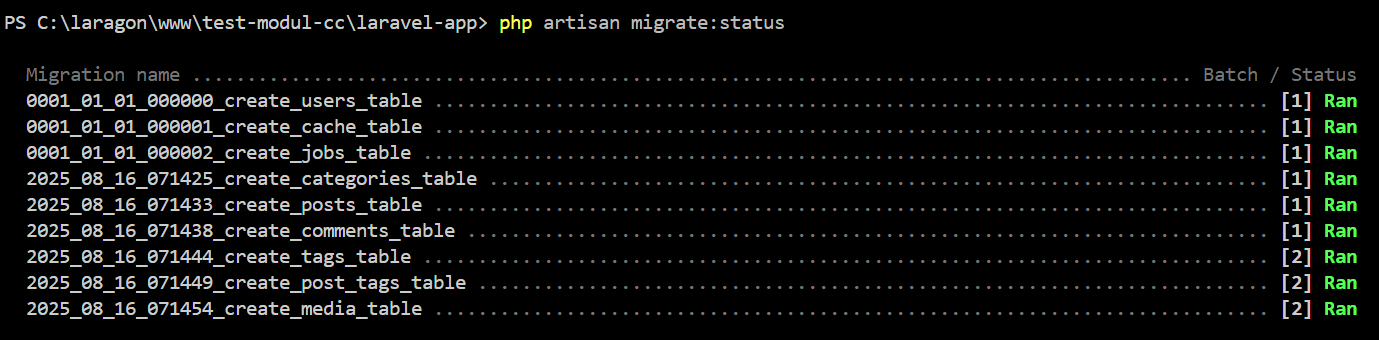 PS C:\laragon\www\test-modul-cc\laravel-app> php artisan migrate:status
Migration name ........................................................................................... Batch / Status
0001_01_01_000000_create_users_table ............................................................................ [1] Ran
0001_01_01_000001_create_cache_table ............................................................................ [1] Ran
0001_01_01_000002_create_jobs_table ............................................................................. [1] Ran
2025_08_16_071425_create_categories_table ....................................................................... [1] Ran
2025_08_16_071433_create_posts_table ............................................................................ [1] Ran
2025_08_16_071438_create_comments_table ......................................................................... [1] Ran
2025_08_16_071444_create_tags_table ............................................................................. [2] Ran
2025_08_16_071449_create_post_tags_table ........................................................................ [2] Ran
2025_08_16_071454_create_media_table ............................................................................ [2] Ran